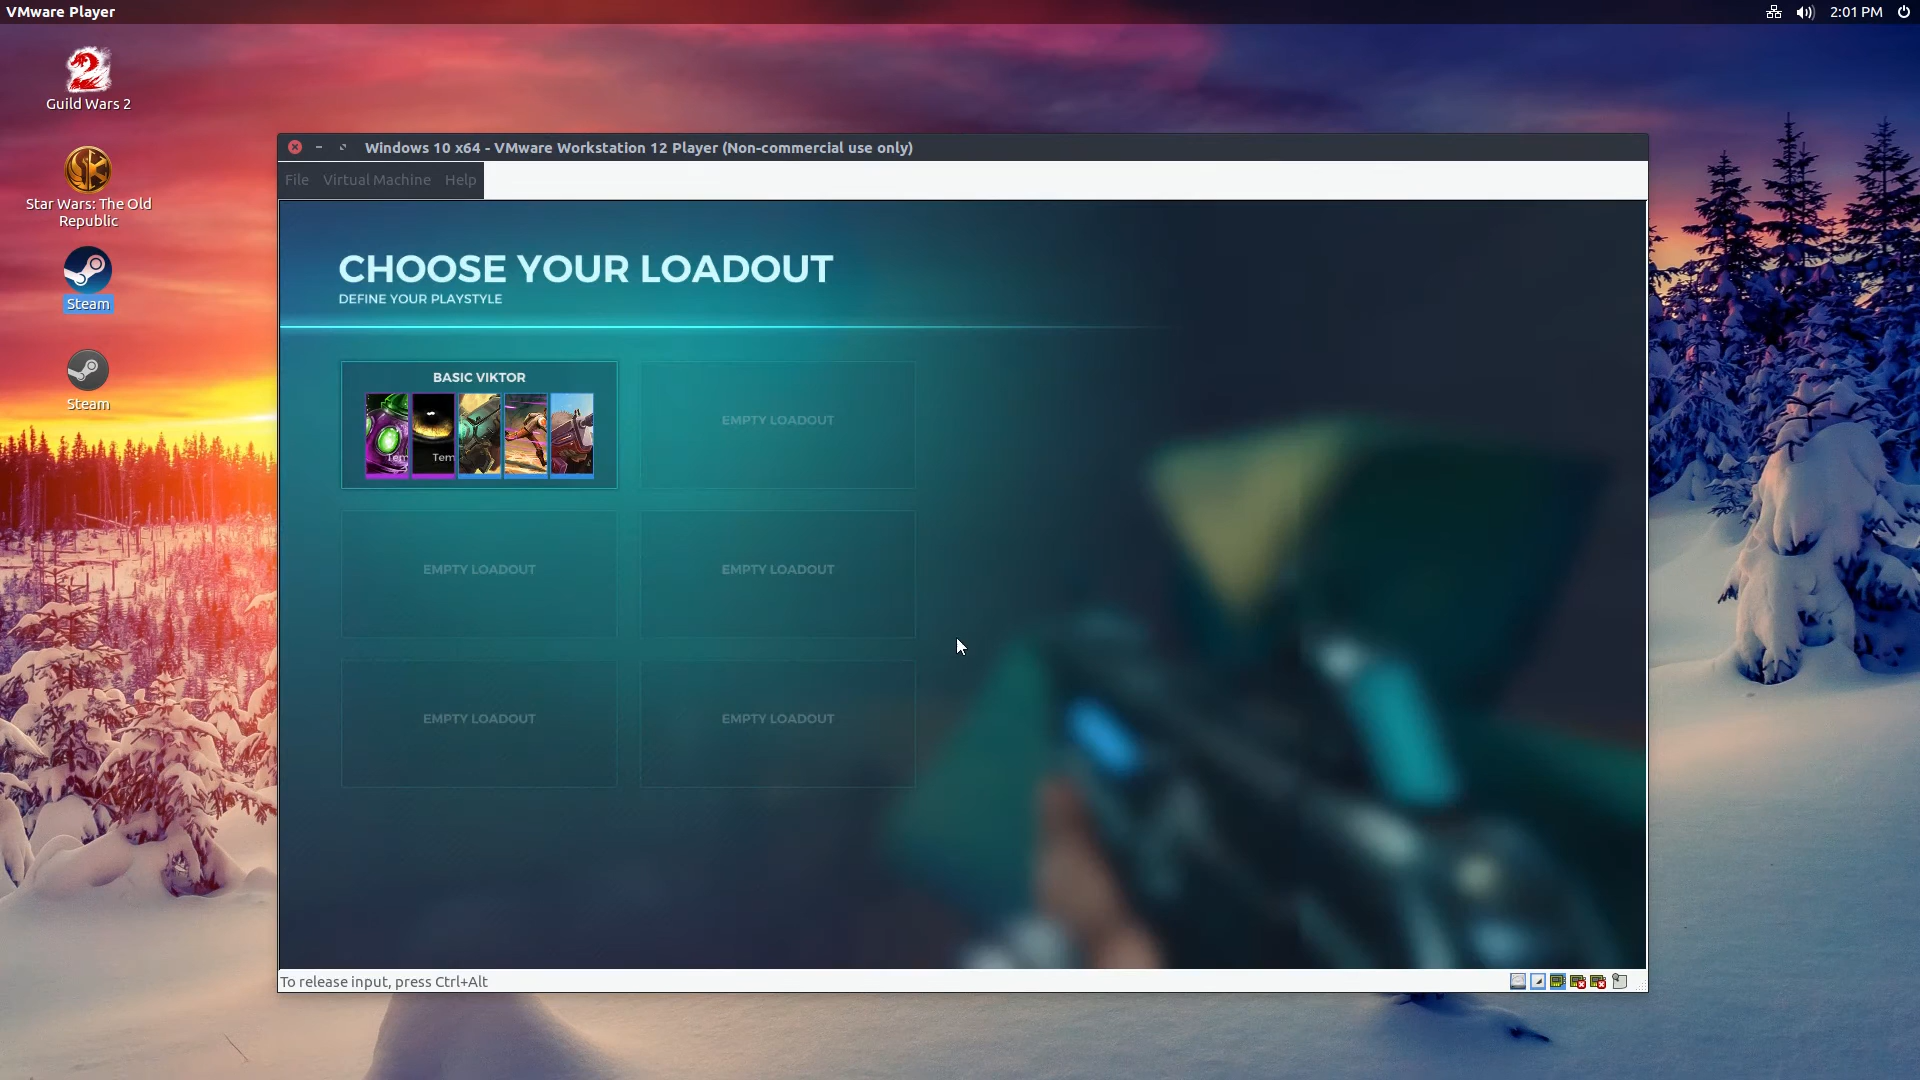 VMware Player
2:01 PM
Guild Wars 2
Star Wars: The Old
Republic
Steam
Steam
Windows 10 x64 - VMware Workstation 12 Player (Non-commercial use only)
File Virtual Machine Help
CHOOSE YOUR LOADOUT
DEFINE YOUR PLAYSTYLE
BASIC VIKTOR
Tem
Tem
EMPTY LOADOUT
EMPTY LOADOUT
EMPTY LOADOUT
EMPTY LOADOUT
EMPTY LOADOUT
To release input, press Ctrl+Alt